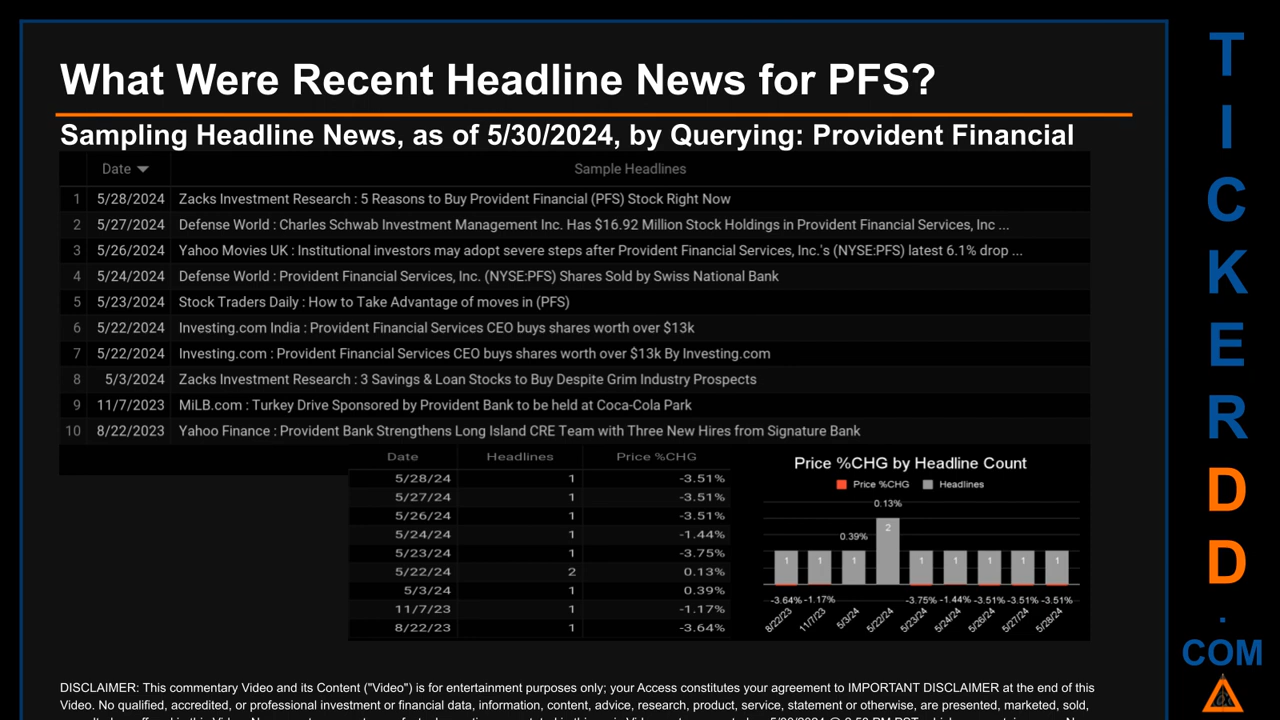 What Were Recent Headline News for PFS?
Sampling Headline News, as of 5/30/2024, by Querying: Provident Financial
Date Sample Headlines
1 5/28/2024 Zacks Investment Research : 5 Reasons to Buy Provident Financial (PFS) Stock Right Now
2 5/27/2024 Defense World : Charles Schwab Investment Management Inc. Has $16.92 Million Stock Holdings in Provident Financial Services, Inc ...
3 5/26/2024 Yahoo Movies UK : Institutional investors may adopt severe steps after Provident Financial Services, Inc.'s (NYSE:PFS) latest 6.1% drop ...
4 5/24/2024 Defense World : Provident Financial Services, Inc. (NYSE:PFS) Shares Sold by Swiss National Bank
5 5/23/2024 Stock Traders Daily : How to Take Advantage of moves in (PFS)
6 5/22/2024 Investing.com India : Provident Financial Services CEO buys shares worth over $13k
7 5/22/2024 Investing.com : Provident Financial Services CEO buys shares worth over $13k By Investing.com
8 5/3/2024 Zacks Investment Research : 3 Savings & Loan Stocks to Buy Despite Grim Industry Prospects
9 11/7/2023 MiLB.com : Turkey Drive Sponsored by Provident Bank to be held at Coca-Cola Park
10 8/22/2023 Yahoo Finance : Provident Bank Strengthens Long Island CRE Team with Three New Hires from Signature Bank
Date Headlines Price %CHG
5/28/24 1 -3.51%
5/27/24 1 -3.51%
5/26/24 1 -3.51%
5/24/24 1 -1.44%
5/23/24 1 -3.75%
5/22/24 2 0.13%
5/3/24 1 0.39%
11/7/23 1 -1.17%
8/22/23 1 -3.64%
Price %CHG by Headline Count
Price %CHG Headlines
0.13%
0.39%
1 1 1 2 1 1 1 1 1
-3.64% -1.17% -3.75% -1.44% -3.51% -3.51% -3.51%
8/22/23 11/7/23 5/3/24 5/22/24 5/23/24 5/24/24 5/26/24 5/27/24 5/28/24
DISCLAIMER: This commentary Video and its Content ("Video") is for entertainment purposes only; your Access constitutes your agreement to IMPORTANT DISCLAIMER at the end of this
Video. No qualified, accredited, or professional investment or financial data, information, content, advice, research, product, service, statement or otherwise, are presented, marketed, sold,
T
I
C
K
E
R
D
D
.
COM